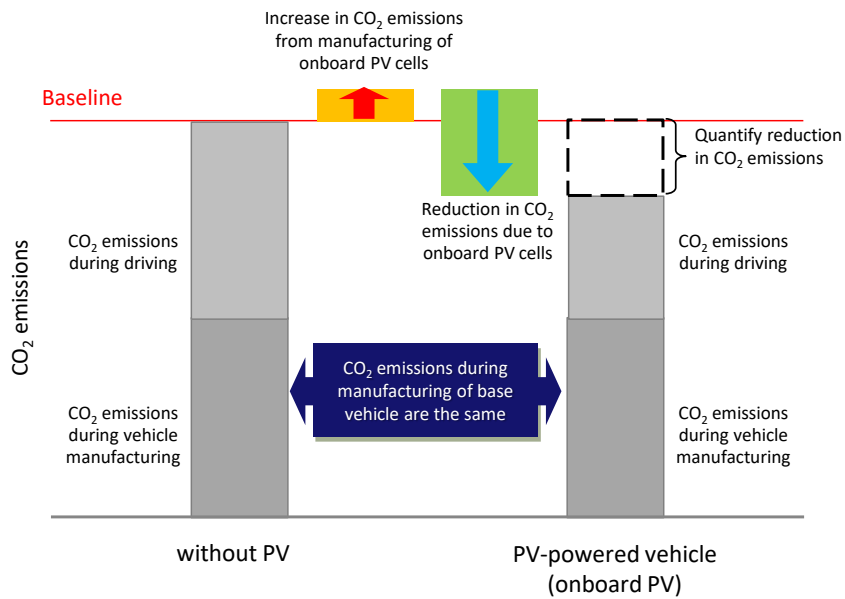 Increase in CO₂ emissions
from manufacturing of
onboard PV cells
Baseline
Quantify reduction
in CO₂ emissions
Reduction in CO₂
emissions due to
onboard PV cells
CO₂ emissions
CO₂ emissions
during driving
CO₂ emissions
during driving
CO₂ emissions during
manufacturing of base
vehicle are the same
CO₂ emissions
during vehicle
manufacturing
CO₂ emissions
during vehicle
manufacturing
without PV
PV-powered vehicle
(onboard PV)